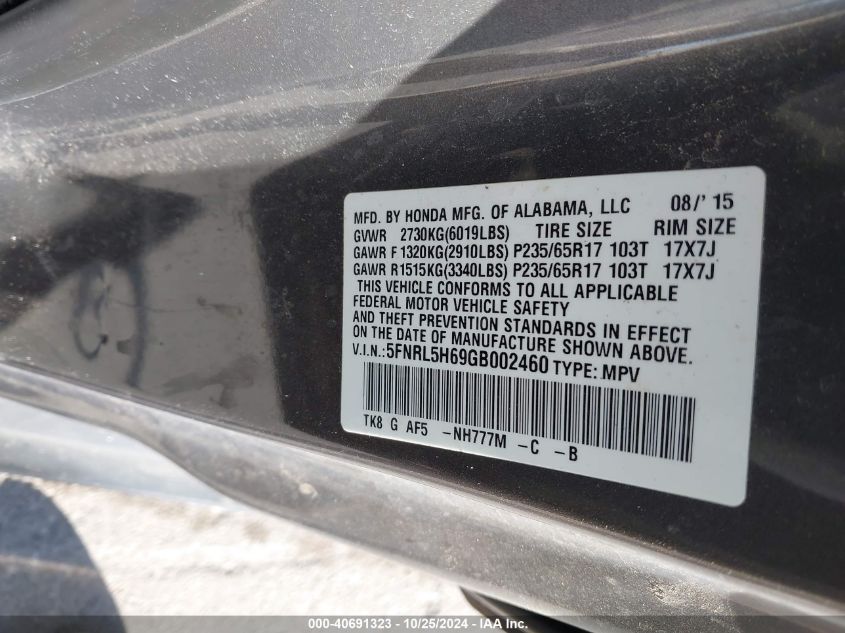 MFD. BY HONDA MFG. OF ALABAMA, LLC 08/' 15
GVWR 2730KG(6019LBS) TIRE SIZE RIM SIZE
GAWR F 1320KG(2910LBS) P235/65R17 103T 17X7J
GAWR R1515KG(3340LBS) P235/65R17 103T 17X7J
THIS VEHICLE CONFORMS TO ALL APPLICABLE
FEDERAL MOTOR VEHICLE SAFETY
AND THEFT PREVENTION STANDARDS IN EFFECT
ON THE DATE OF MANUFACTURE SHOWN ABOVE.
V.I.N.: 5FNRL5H69GB002460 TYPE: MPV
TK8 G AF5 -NH777M -C -B
000-40691323 - 10/25/2024 - IAAI.COM.